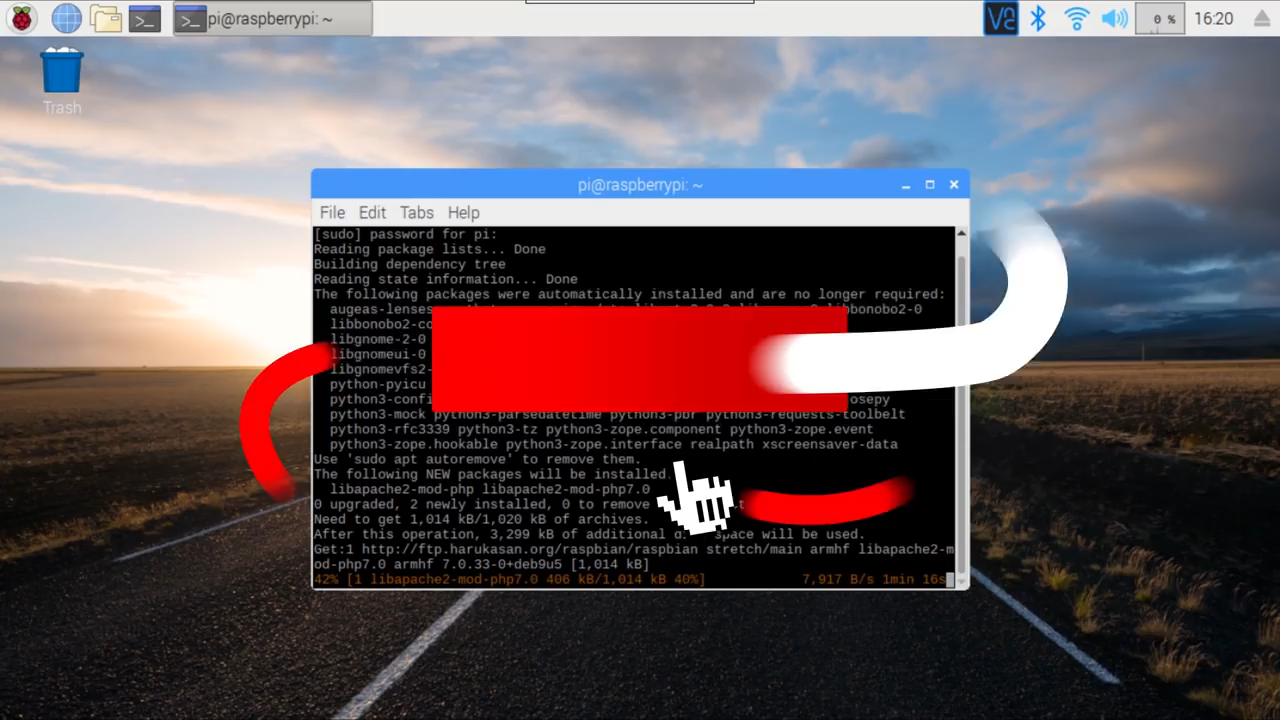 pi@raspberrypi: ~
0 %
16:20
Trash
pi@raspberrypi: ~
File Edit Tabs Help
[sudo] password for pi:
Reading package lists... Done
Building dependency tree
Reading state information... Done
The following packages were automatically installed and are no longer required:
augeas-lenses libbonobo2-0
libgnome-2-0
libgnomeui-0
python-pyicu
python3-mock python3-parsedatetime python3-pbr python3-requests-toolbelt
python3-rfc3339 python3-tz python3-zope.component python3-zope.event
python3-zope.hookable python3-zope.interface realpath xscreensaver-data
Use 'sudo apt autoremove' to remove them.
The following NEW packages will be installed
libapache2-mod-php libapache2-mod-php7.0
0 upgraded, 2 newly installed, 0 to remove
Need to get 1,014 kB/1,020 kB of archives.
After this operation, 3,299 kB of additional space will be used.
Get:1 http://ftp.harukasan.org/raspbian/raspbian stretch/main armhf libapache2-m
od-php7.0 armhf 7.0.33-0+deb9u5 [1,014 kB]
42% [1 libapache2-mod-php7.0 406 kB/1,014 kB 40%] 7,917 B/s 1min 16s